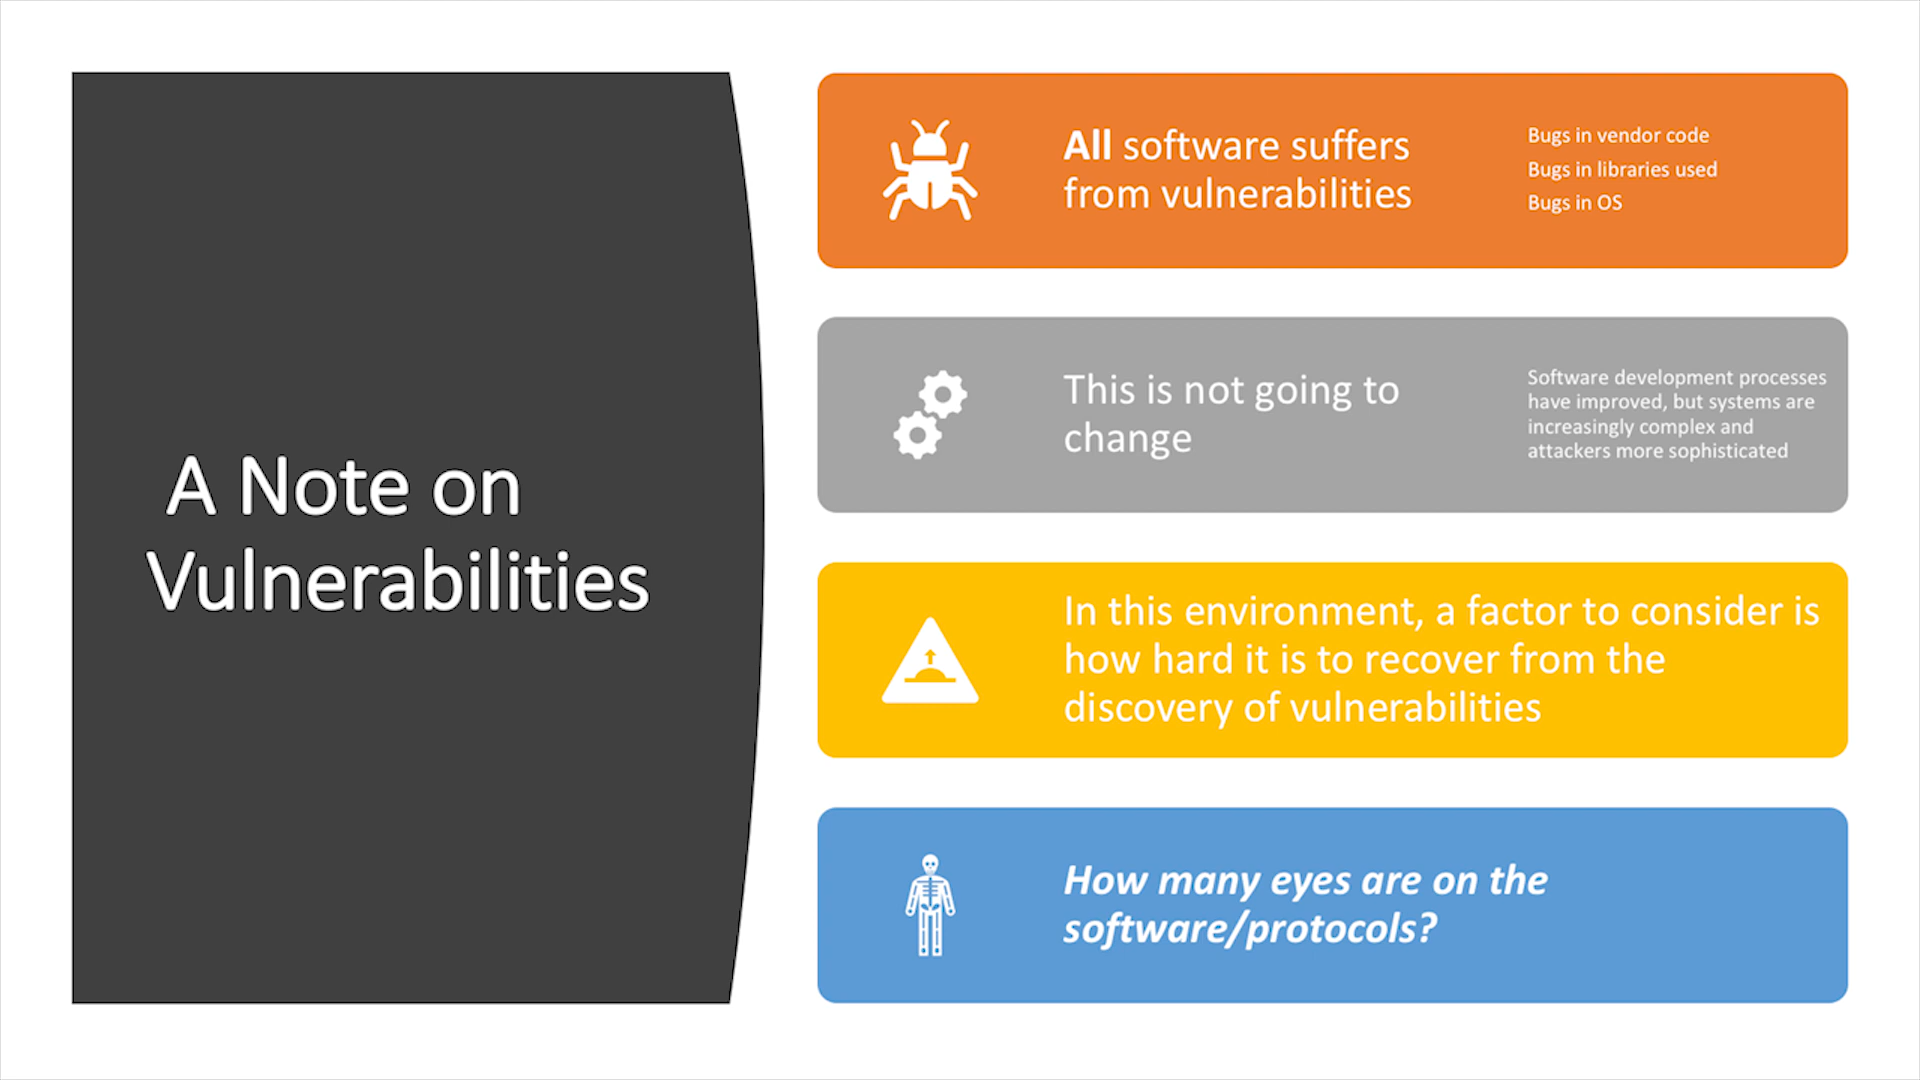 A Note on
Vulnerabilities
All software suffers
from vulnerabilities
Bugs in vendor code
Bugs in libraries used
Bugs in OS
This is not going to
change
Software development processes
have improved, but systems are
increasingly complex and
attackers more sophisticated
In this environment, a factor to consider is
how hard it is to recover from the
discovery of vulnerabilities
How many eyes are on the
software/protocols?